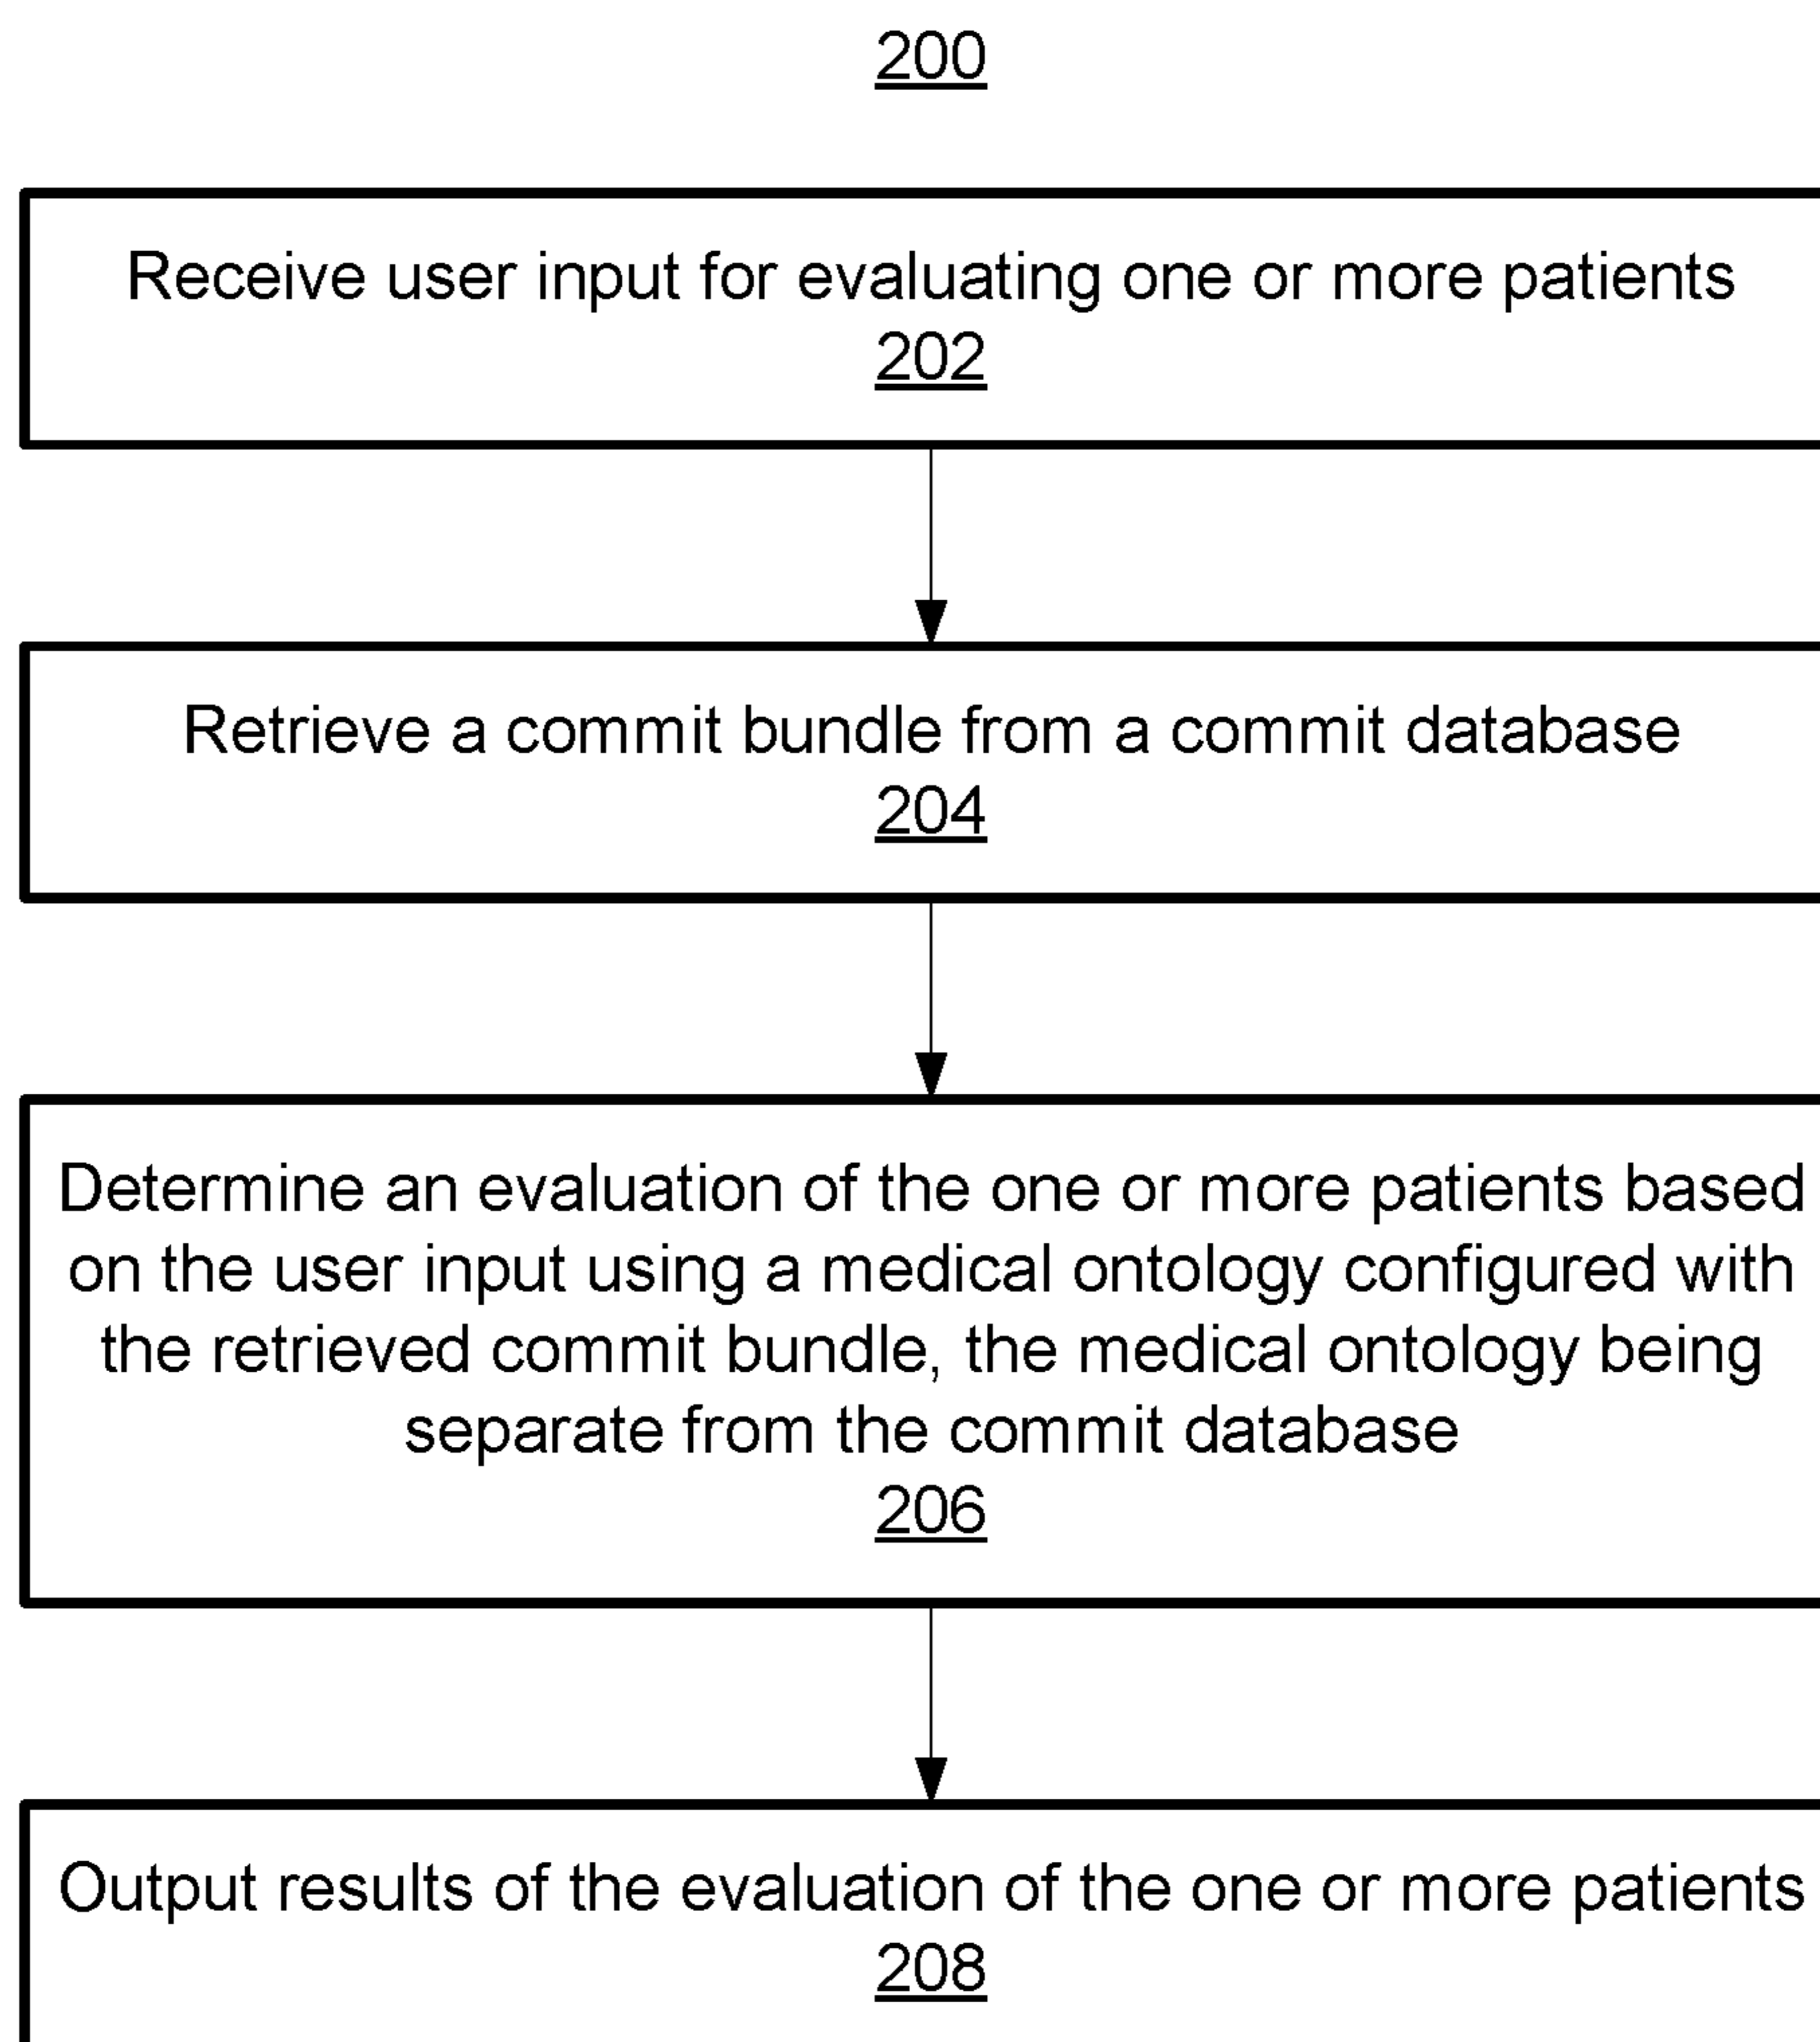 200
Receive user input for evaluating one or more patients
202
Retrieve a commit bundle from a commit database
204
Determine an evaluation of the one or more patients based
on the user input using a medical ontology configured with
the retrieved commit bundle, the medical ontology being
separate from the commit database
206
Output results of the evaluation of the one or more patients
208